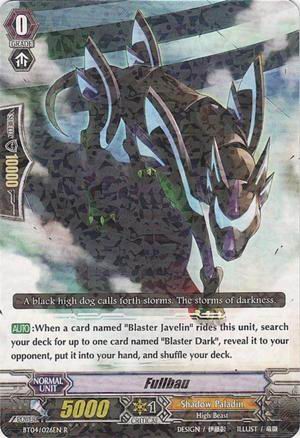 0
GRADE
10000
A black high dog calls forth storms. The storms of darkness.
AUTO:When a card named "Blaster Javelin" rides this unit, search
your deck for up to one card named "Blaster Dark", reveal it to
your opponent, put it into your hand, and shuffle your deck.
NORMAL
UNIT
Fullbau
BT04/026EN R
5000
1
CRITICAL
Shadow Paladin
High Beast
DESIGN / 伊藤彰 ILLUST / 竜徹